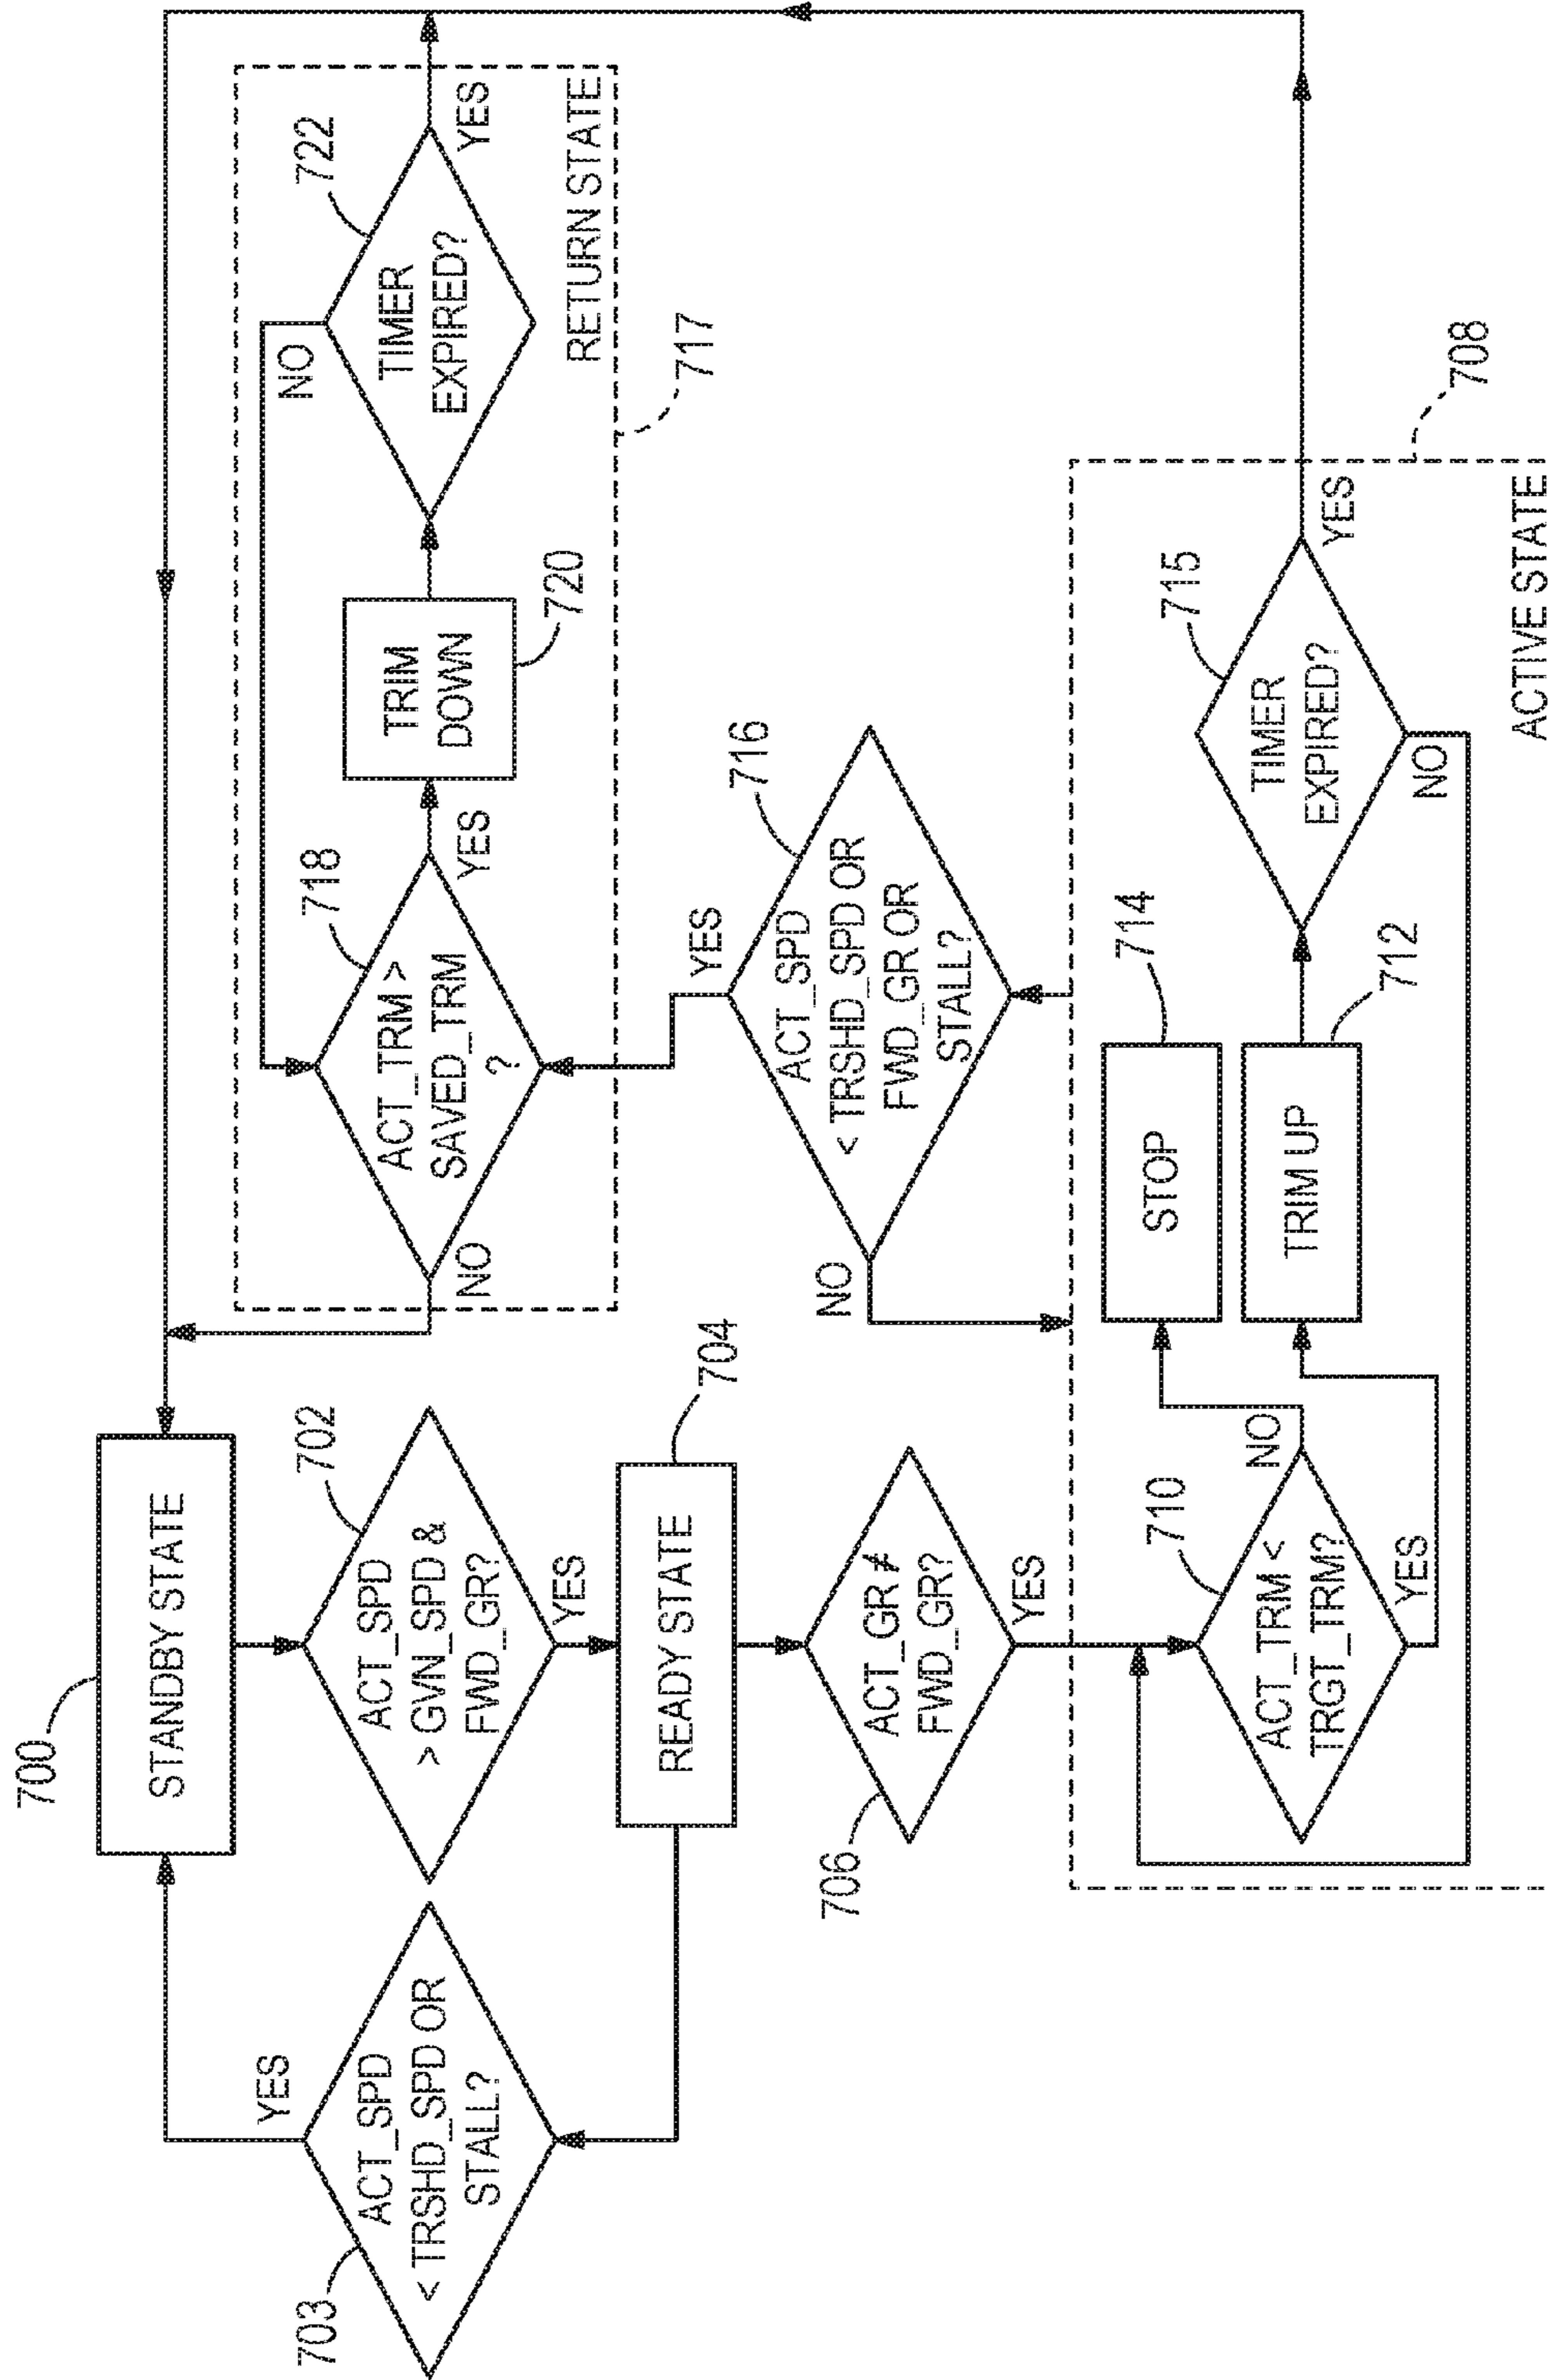 700
STANDBY STATE
703
ACT_SPD
< TRSHD_SPD OR
STALL?
YES
702
ACT_SPD
> GVN_SPD &
FWD_GR?
YES
704
READY STATE
706
ACT_GR ≠
FWD_GR?
YES
718
ACT_TRM >
SAVED_TRM
?
NO
YES
TRIM
DOWN
720
722
TIMER
EXPIRED?
NO
YES
RETURN STATE
717
716
ACT_SPD
< TRSHD_SPD OR
FWD_GR OR
STALL?
YES
NO
710
ACT_TRM <
TRGT_TRM?
NO
YES
714
STOP
TRIM UP
712
715
TIMER
EXPIRED?
YES
NO
708
ACTIVE STATE